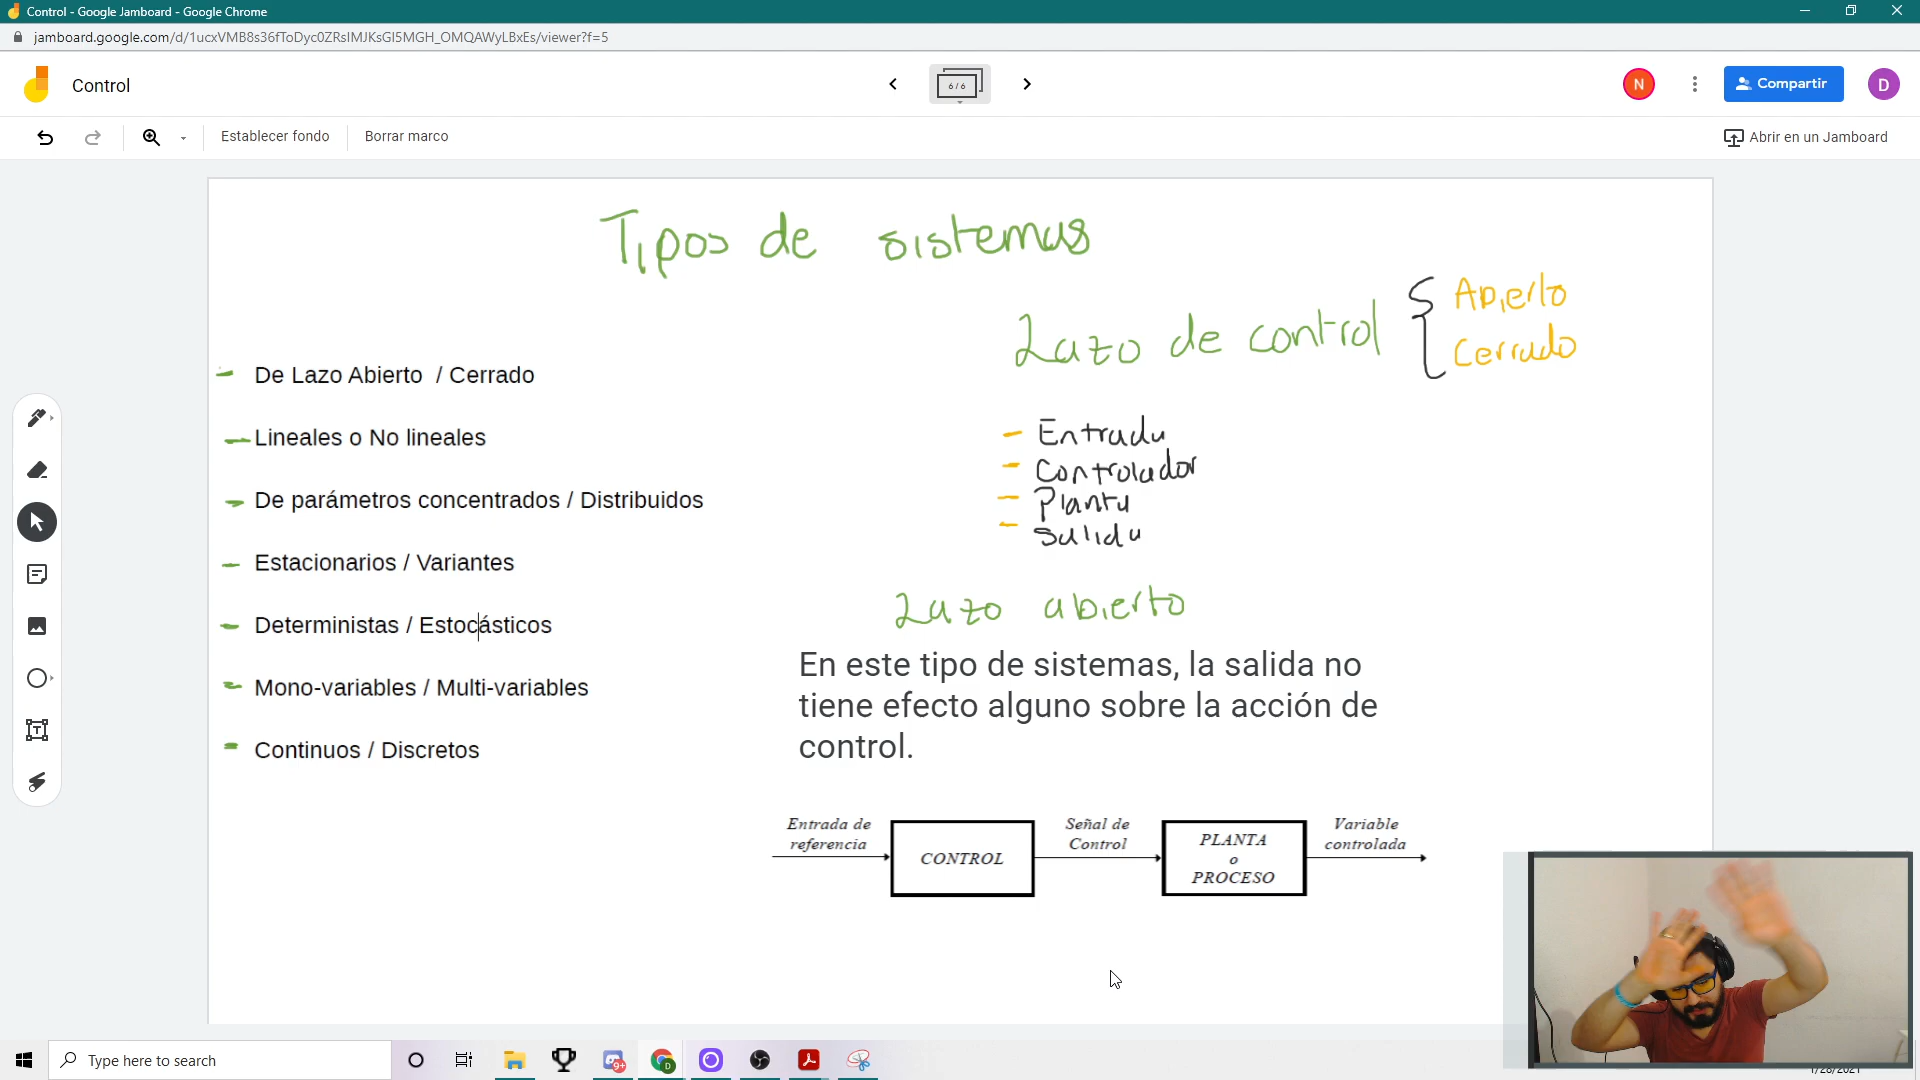 Control - Google Jamboard - Google Chrome
jamboard.google.com/d/1ucxVMB8s36fToDyc0ZRsIMJKsGI5MGH_OMQAWyLBxEs/viewer?f=5
Control
6 / 6
N
Compartir
D
Establecer fondo
Borrar marco
Abrir en un Jamboard
Tipos de sistemas
Lazo de control
Abierto
Cerrado
De Lazo Abierto / Cerrado
Lineales o No lineales
De parámetros concentrados / Distribuidos
Estacionarios / Variantes
Deterministas / Estocásticos
Mono-variables / Multi-variables
Continuos / Discretos
- Entrada
- Controlador
- Planta
- Salida
Lazo abierto
En este tipo de sistemas, la salida no
tiene efecto alguno sobre la acción de
control.
Entrada de
referencia
CONTROL
Señal de
Control
PLANTA
o
PROCESO
Variable
controlada
Type here to search
9+
D
1/28/2021